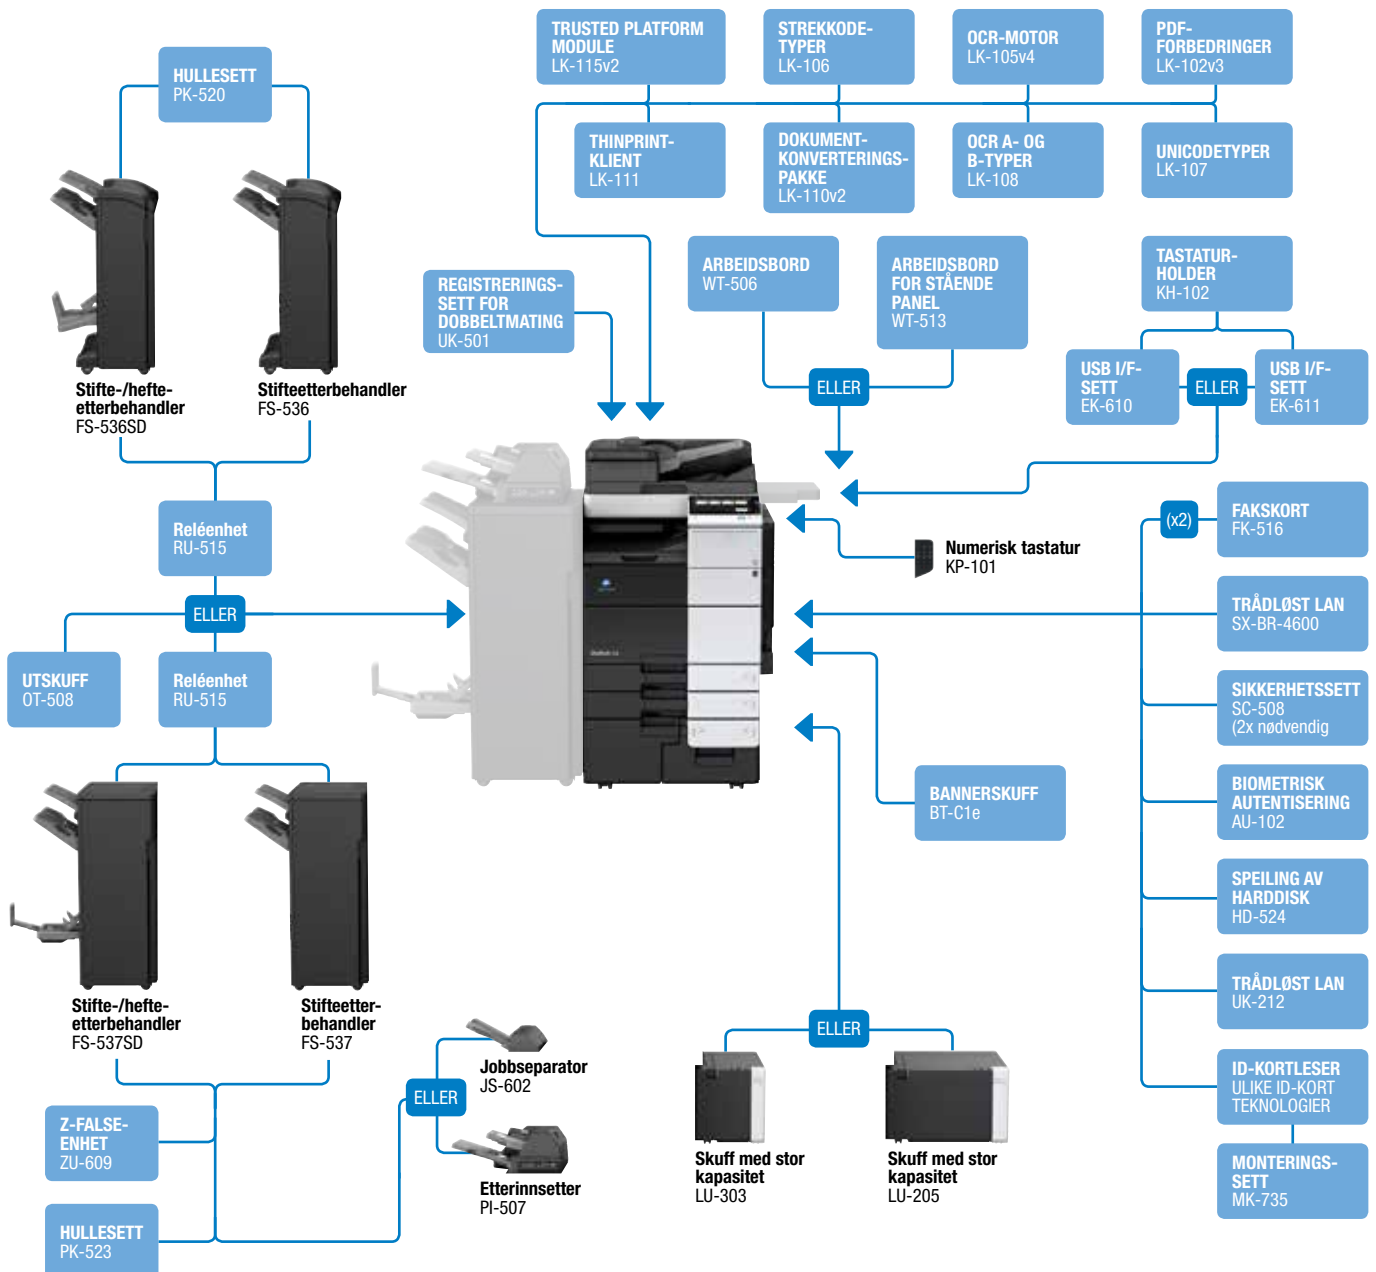 TRUSTED PLATFORM
MODULE
LK-115v2
STREKKODE-
TYPER
LK-106
OCR-MOTOR
LK-105v4
PDF-
FORBEDRINGER
LK-102v3
HULLESETT
PK-520
THINPRINT-
KLIENT
LK-111
DOKUMENT-
KONVERTERINGS-
PAKKE
LK-110v2
OCR A- OG
B-TYPER
LK-108
UNICODETYPER
LK-107
REGISTRERINGS-
SETT FOR
DOBBELTMATING
UK-501
ARBEIDSBORD
WT-506
ARBEIDSBORD
FOR STÅENDE
PANEL
WT-513
TASTATUR-
HOLDER
KH-102
ELLER
USB I/F-
SETT
EK-610
ELLER
USB I/F-
SETT
EK-611
Stifte-/hefte-
etterbehandler
FS-536SD
Stifteetterbehandler
FS-536
Reléenhet
RU-515
ELLER
UTSKUFF
OT-508
Reléenhet
RU-515
Numerisk tastatur
KP-101
(x2)
FAKSKORT
FK-516
TRÅDLØST LAN
SX-BR-4600
SIKKERHETSSETT
SC-508
(2x nødvendig
BIOMETRISK
AUTENTISERING
AU-102
BANNERSKUFF
BT-C1e
SPEILING AV
HARDDISK
HD-524
TRÅDLØST LAN
UK-212
ID-KORTLESER
ULIKE ID-KORT
TEKNOLOGIER
MONTERINGS-
SETT
MK-735
Stifte-/hefte-
etterbehandler
FS-537SD
Stifteetter-
behandler
FS-537
Jobbseparator
JS-602
ELLER
Etterinnsetter
PI-507
ELLER
Skuff med stor
kapasitet
LU-303
Skuff med stor
kapasitet
LU-205
Z-FALSE-
ENHET
ZU-609
HULLESETT
PK-523